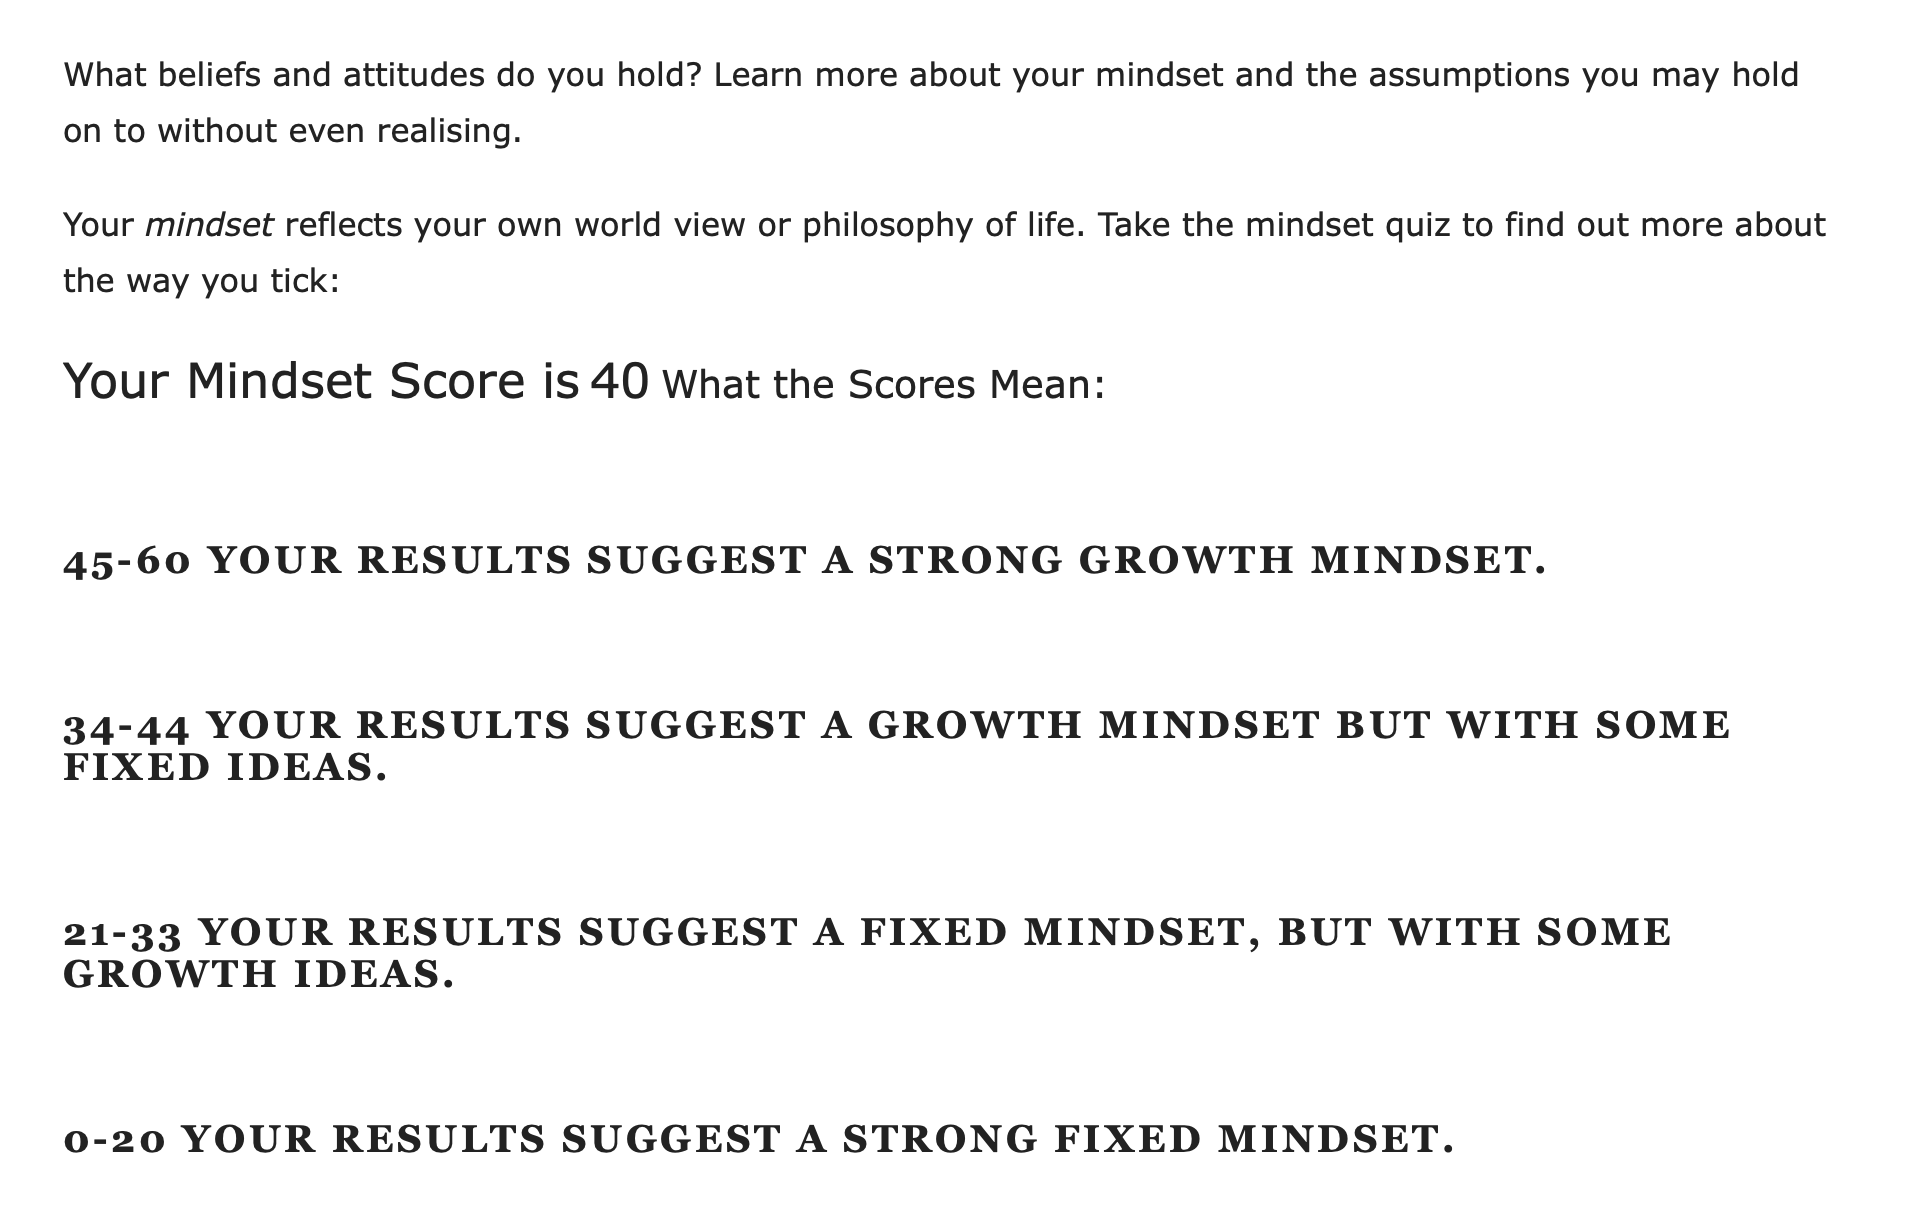 What beliefs and attitudes do you hold? Learn more about your mindset and the assumptions you may hold
on to without even realising.
Your mindset reflects your own world view or philosophy of life. Take the mindset quiz to find out more about
the way you tick:
Your Mindset Score is 40 What the Scores Mean:
45-60 YOUR RESULTS SUGGEST A STRONG GROWTH MINDSET.
34-44 YOUR RESULTS SUGGEST A GROWTH MINDSET BUT WITH SOME
FIXED IDEAS.
21-33 YOUR RESULTS SUGGEST A FIXED MINDSET, BUT WITH SOME
GROWTH IDEAS.
0-20 YOUR RESULTS SUGGEST A STRONG FIXED MINDSET.